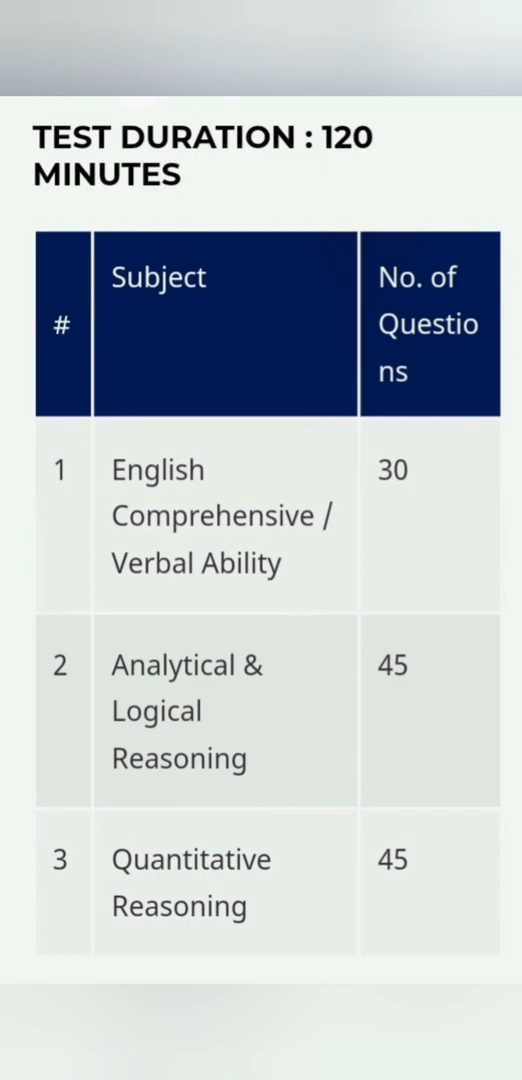 TEST DURATION : 120
MINUTES
#
Subject
No. of
Questio
ns
1
English
Comprehensive /
Verbal Ability
30
2
Analytical &
Logical
Reasoning
45
3
Quantitative
Reasoning
45